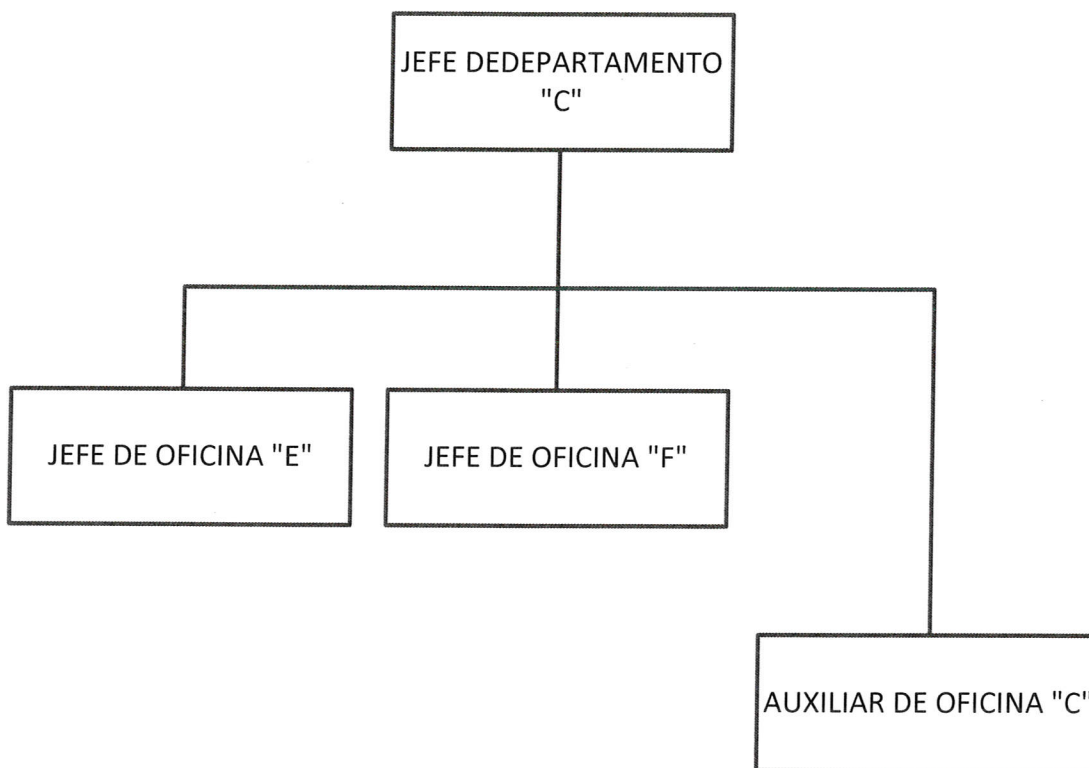 JEFE DEDEPARTAMENTO
"C"
JEFE DE OFICINA "E"
JEFE DE OFICINA "F"
AUXILIAR DE OFICINA "C"